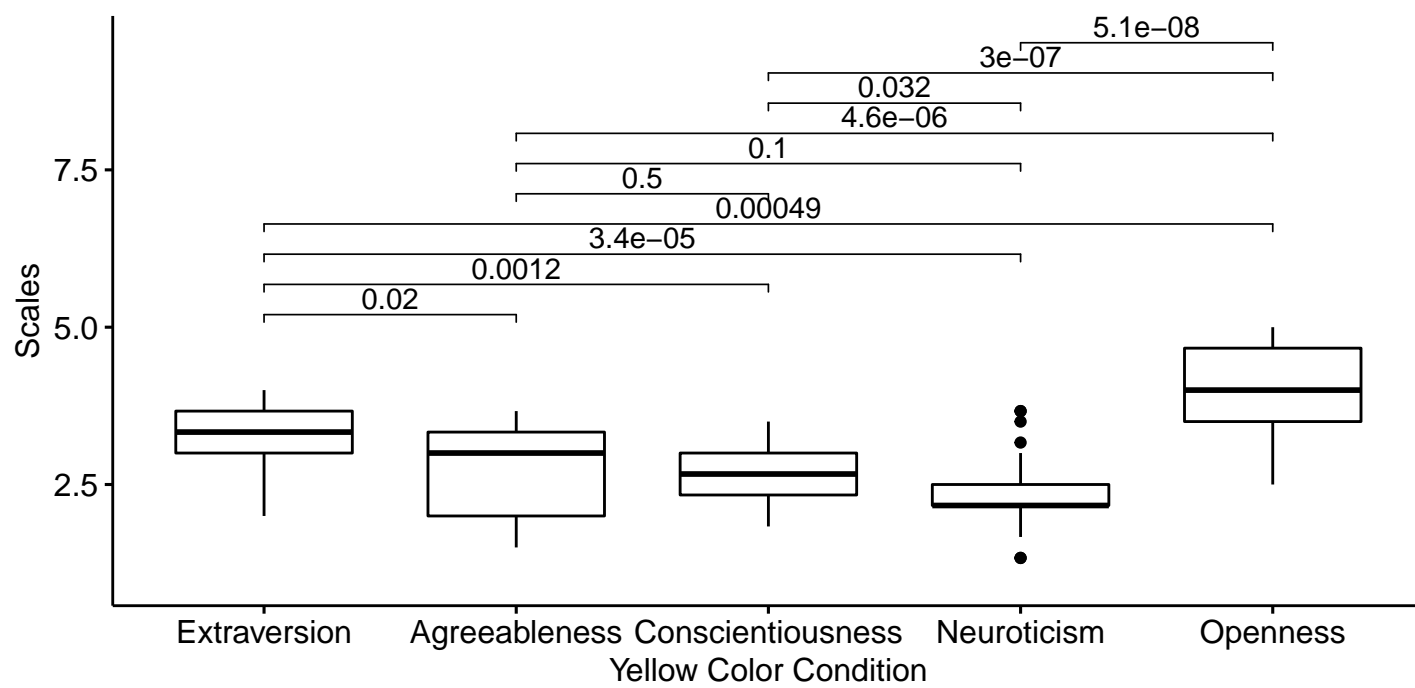 5.1e−08
3e−07
0.032
4.6e−06
0.1
0.5
0.00049
3.4e−05
0.0012
0.02
7.5
5.0
2.5
Scales
Extraversion Agreeableness Conscientiousness Neuroticism Openness
Yellow Color Condition